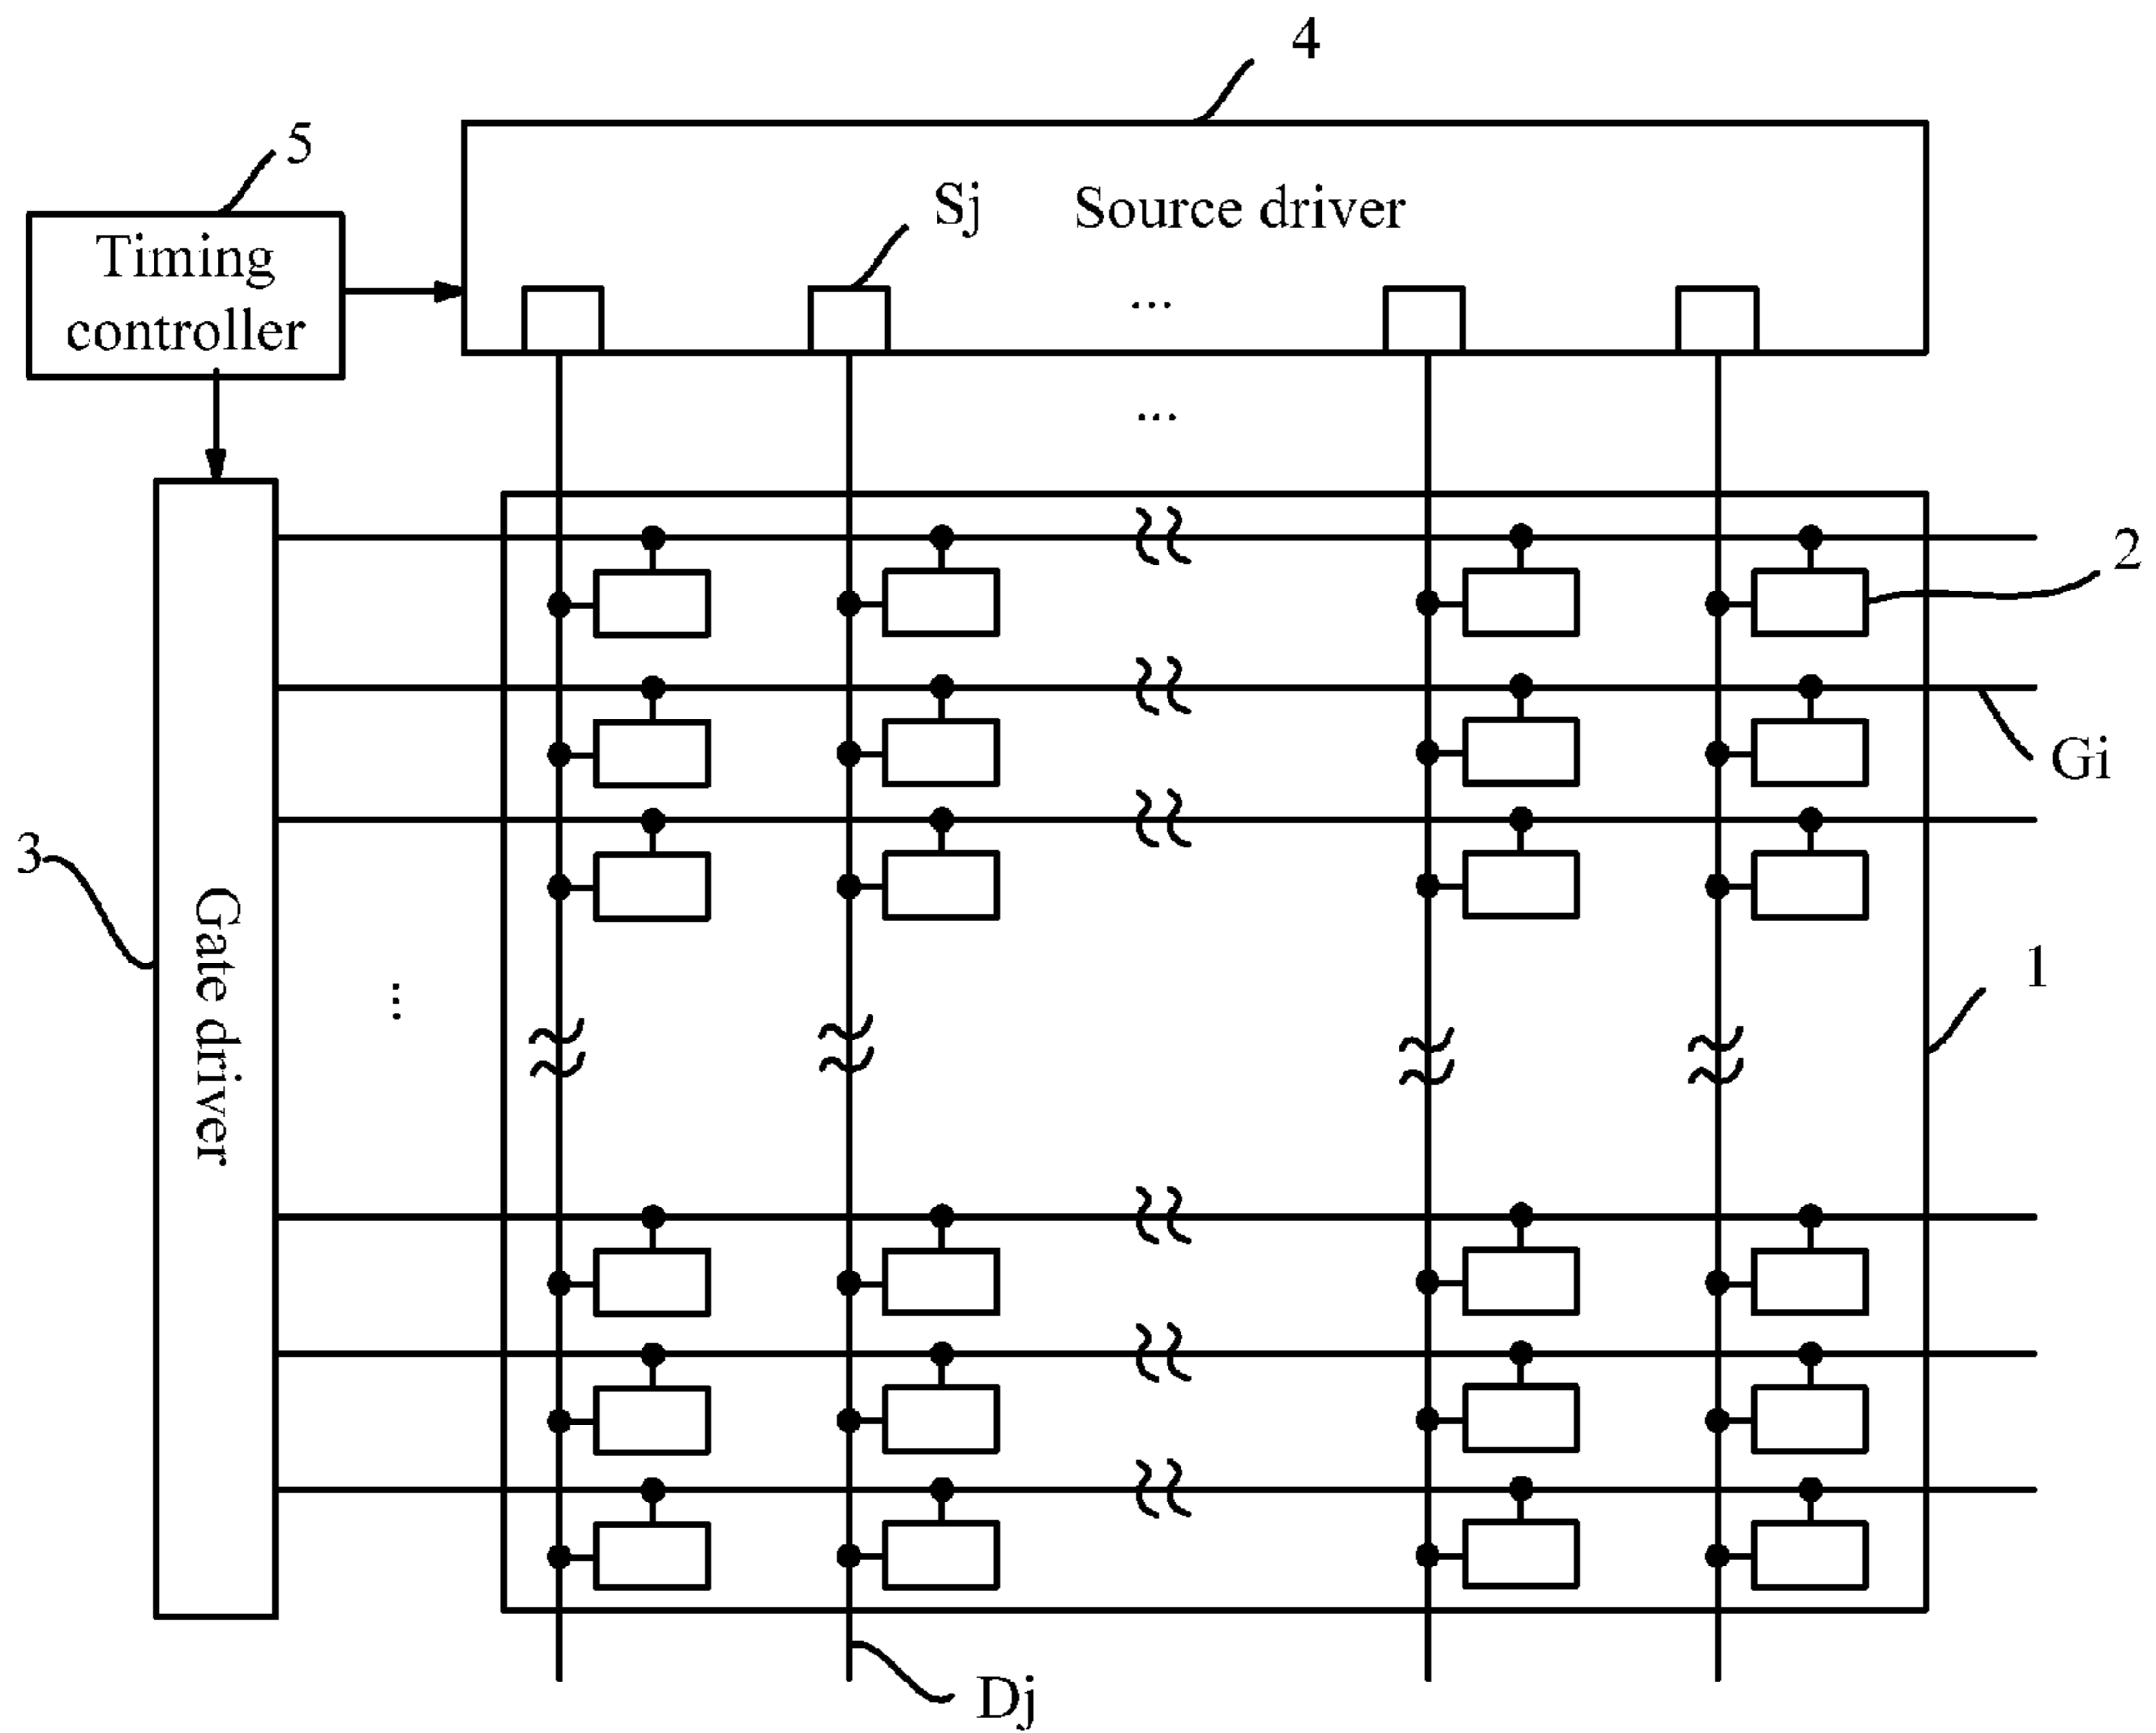 4
5
Sj Source driver
Timing
controller
...
...
2
Gi
3
Gate driver
...
1
Dj